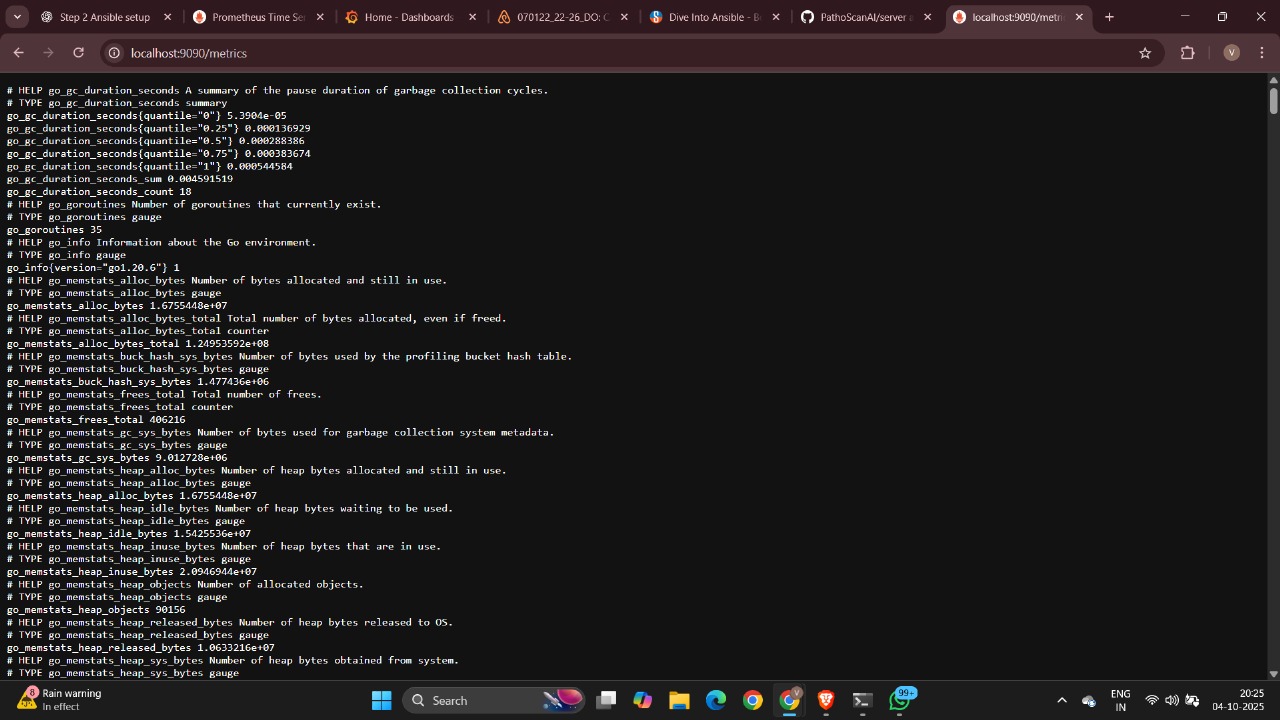 Step 2 Ansible setup
Prometheus Time Se
Home - Dashboards
070122_22-26_DO: C
Dive Into Ansible - B
PathoScanAI/server a
localhost:9090/metri
localhost:9090/metrics
V
# HELP go_gc_duration_seconds A summary of the pause duration of garbage collection cycles.
# TYPE go_gc_duration_seconds summary
go_gc_duration_seconds{quantile="0"} 5.3904e-05
go_gc_duration_seconds{quantile="0.25"} 0.000136929
go_gc_duration_seconds{quantile="0.5"} 0.000288386
go_gc_duration_seconds{quantile="0.75"} 0.000383674
go_gc_duration_seconds{quantile="1"} 0.000544584
go_gc_duration_seconds_sum 0.004591519
go_gc_duration_seconds_count 18
# HELP go_goroutines Number of goroutines that currently exist.
# TYPE go_goroutines gauge
go_goroutines 35
# HELP go_info Information about the Go environment.
# TYPE go_info gauge
go_info{version="go1.20.6"} 1
# HELP go_memstats_alloc_bytes Number of bytes allocated and still in use.
# TYPE go_memstats_alloc_bytes gauge
go_memstats_alloc_bytes 1.6755448e+07
# HELP go_memstats_alloc_bytes_total Total number of bytes allocated, even if freed.
# TYPE go_memstats_alloc_bytes_total counter
go_memstats_alloc_bytes_total 1.24953592e+08
# HELP go_memstats_buck_hash_sys_bytes Number of bytes used by the profiling bucket hash table.
# TYPE go_memstats_buck_hash_sys_bytes gauge
go_memstats_buck_hash_sys_bytes 1.477436e+06
# HELP go_memstats_frees_total Total number of frees.
# TYPE go_memstats_frees_total counter
go_memstats_frees_total 406216
# HELP go_memstats_gc_sys_bytes Number of bytes used for garbage collection system metadata.
# TYPE go_memstats_gc_sys_bytes gauge
go_memstats_gc_sys_bytes 9.012728e+06
# HELP go_memstats_heap_alloc_bytes Number of heap bytes allocated and still in use.
# TYPE go_memstats_heap_alloc_bytes gauge
go_memstats_heap_alloc_bytes 1.6755448e+07
# HELP go_memstats_heap_idle_bytes Number of heap bytes waiting to be used.
# TYPE go_memstats_heap_idle_bytes gauge
go_memstats_heap_idle_bytes 1.5425536e+07
# HELP go_memstats_heap_inuse_bytes Number of heap bytes that are in use.
# TYPE go_memstats_heap_inuse_bytes gauge
go_memstats_heap_inuse_bytes 2.0946944e+07
# HELP go_memstats_heap_objects Number of allocated objects.
# TYPE go_memstats_heap_objects gauge
go_memstats_heap_objects 90156
# HELP go_memstats_heap_released_bytes Number of heap bytes released to OS.
# TYPE go_memstats_heap_released_bytes gauge
go_memstats_heap_released_bytes 1.0633216e+07
# HELP go_memstats_heap_sys_bytes Number of heap bytes obtained from system.
# TYPE go_memstats_heap_sys_bytes gauge
8
Rain warning
In effect
Search
V
99+
ENG
IN
20:25
04-10-2025